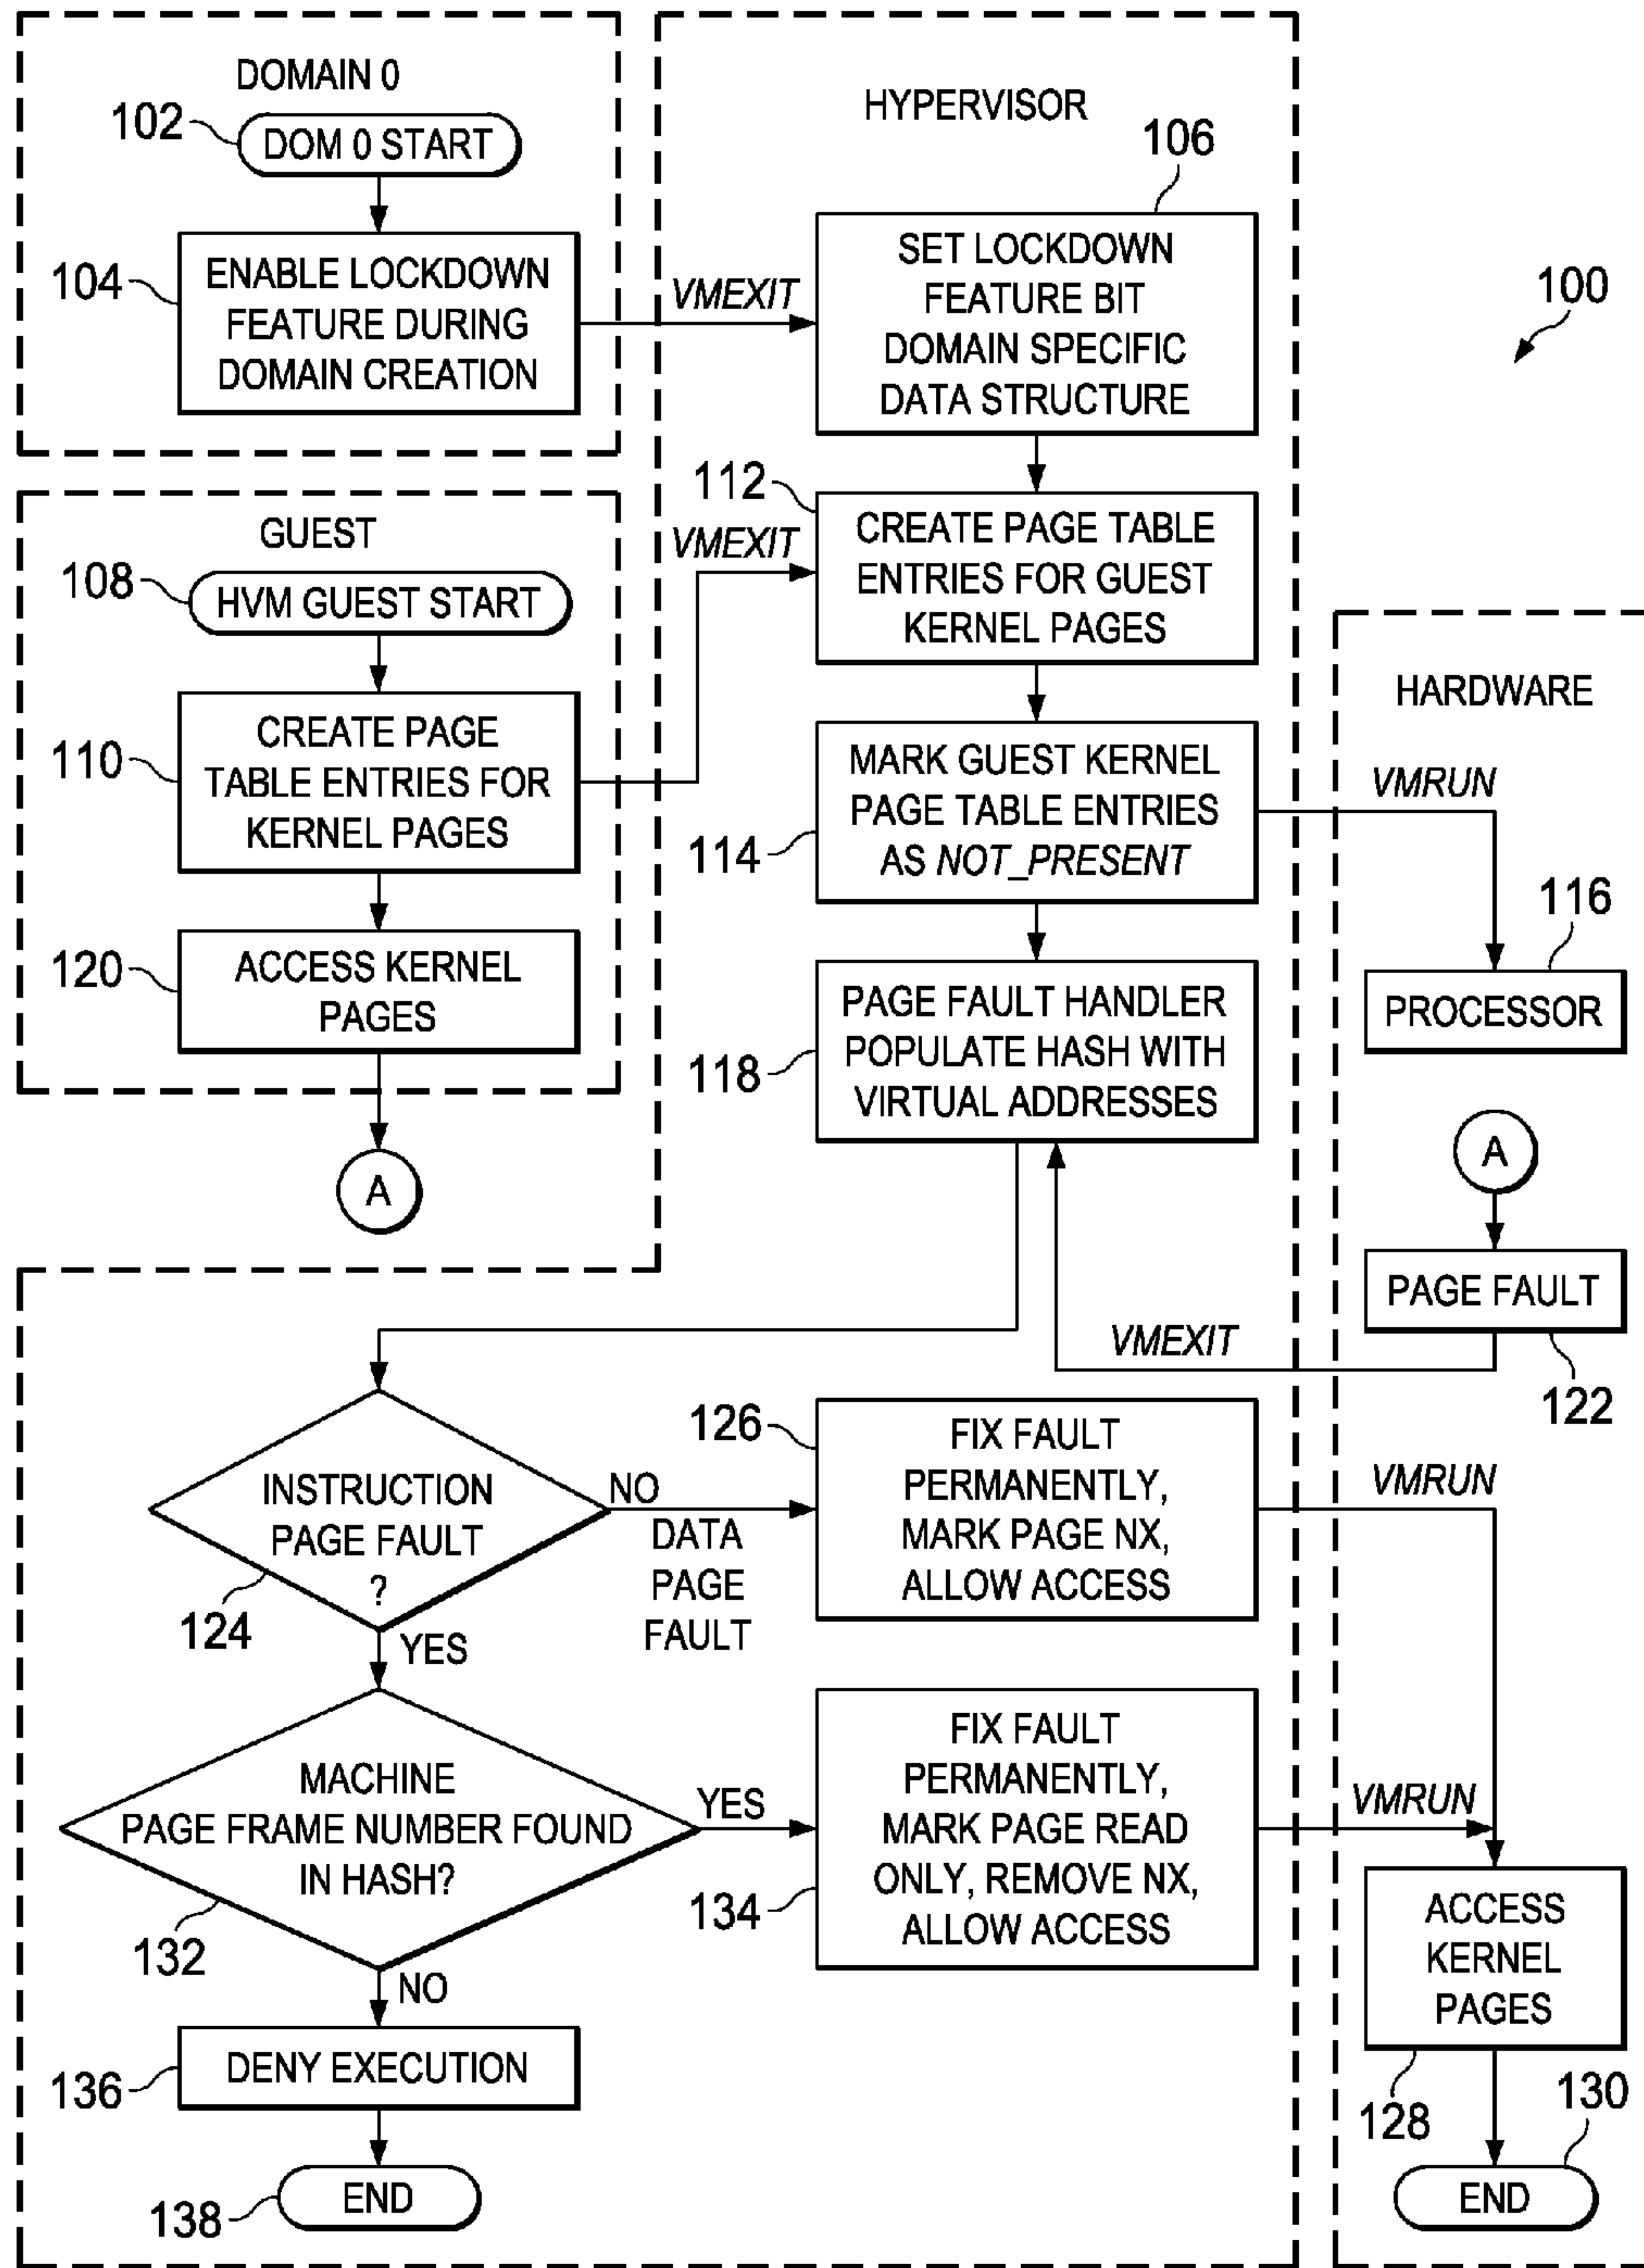 DOMAIN 0
102
DOM 0 START
104
ENABLE LOCKDOWN
FEATURE DURING
DOMAIN CREATION
VMEXIT
HYPERVISOR
106
SET LOCKDOWN
FEATURE BIT
DOMAIN SPECIFIC
DATA STRUCTURE
100
GUEST
108
HVM GUEST START
110
CREATE PAGE
TABLE ENTRIES FOR
KERNEL PAGES
120
ACCESS KERNEL
PAGES
A
VMEXIT
112
CREATE PAGE TABLE
ENTRIES FOR GUEST
KERNEL PAGES
114
MARK GUEST KERNEL
PAGE TABLE ENTRIES
AS NOT_PRESENT
118
PAGE FAULT HANDLER
POPULATE HASH WITH
VIRTUAL ADDRESSES
HARDWARE
VMRUN
116
PROCESSOR
A
PAGE FAULT
122
VMEXIT
INSTRUCTION
PAGE FAULT
?
124
NO
DATA
PAGE
FAULT
YES
126
FIX FAULT
PERMANENTLY,
MARK PAGE NX,
ALLOW ACCESS
VMRUN
MACHINE
PAGE FRAME NUMBER FOUND
IN HASH?
132
YES
NO
134
FIX FAULT
PERMANENTLY,
MARK PAGE READ
ONLY, REMOVE NX,
ALLOW ACCESS
VMRUN
ACCESS
KERNEL
PAGES
128
130
END
136
DENY EXECUTION
138
END